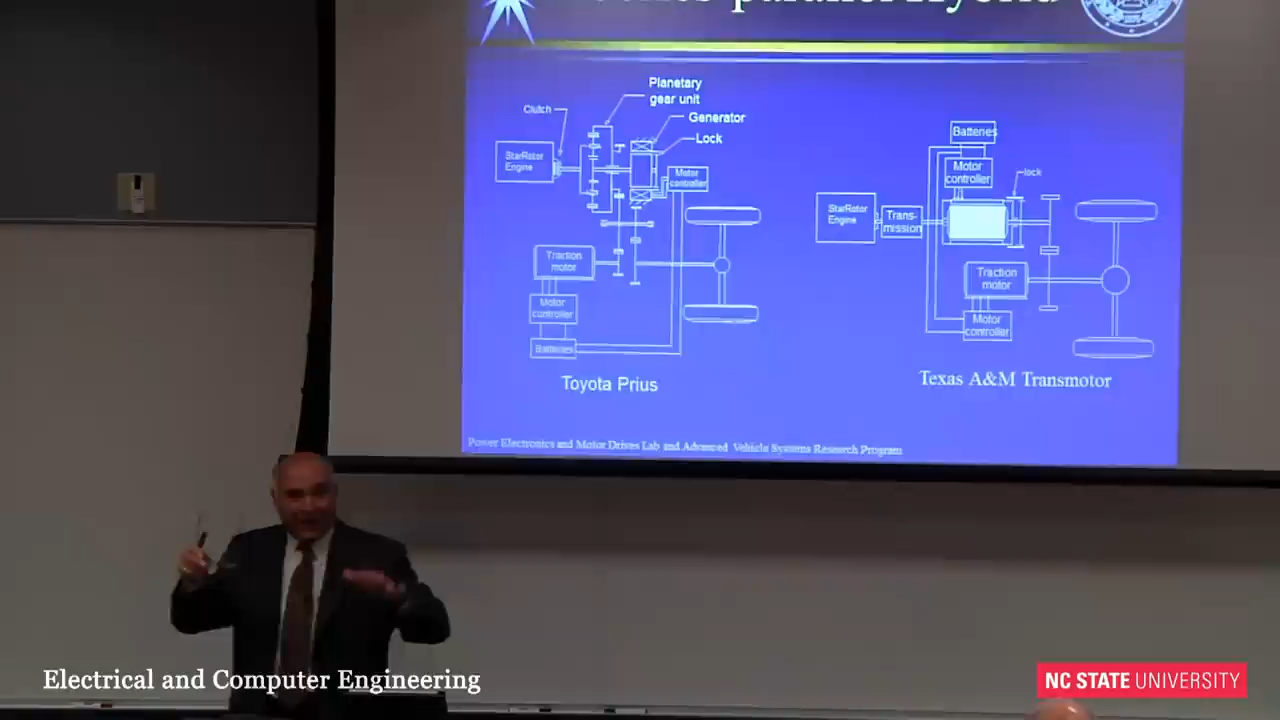 parallel Hybrid
Planetary
gear unit
Clutch
Generator
Lock
StarRotor
Engine
Motor
controller
Traction
motor
Motor
controller
Batteries
Toyota Prius
Batteries
Motor
controller
lock
StarRotor
Engine
Trans-
mission
Traction
motor
Motor
controller
Texas A&M Transmotor
Power Electronics and Motor Drives Lab and Advanced Vehicle Systems Research Program
Electrical and Computer Engineering
NC STATE UNIVERSITY